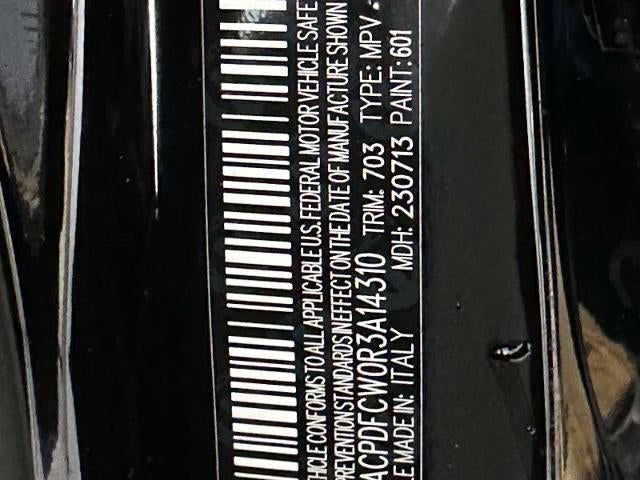 VEHICLE CONFORMS TO ALL APPLICABLE U.S. FEDERAL MOTOR VEHICLE SAFE
PREVENTION STANDARDS IN EFFECT ON THE DATE OF MANUFACTURE SHOWN
ACPDFCW0R3A14310 TRIM: 703 TYPE: MPV
MADE IN: ITALY MDH: 230713 PAINT: 601